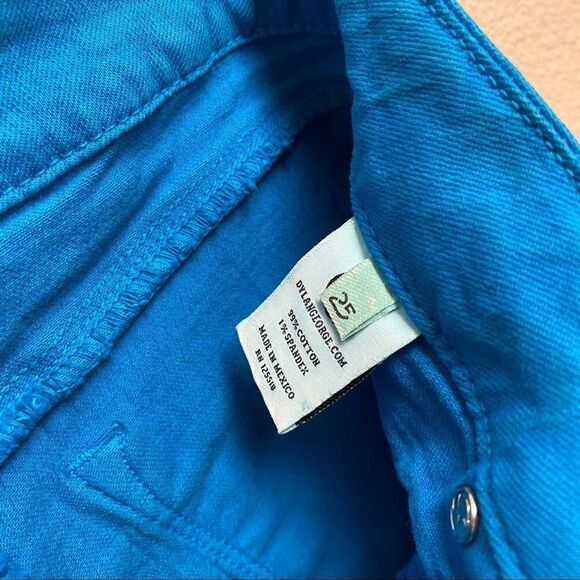 25
DYLANGEORGE.COM
99% COTTON
1% SPANDEX
MADE IN MEXICO
RN 125518